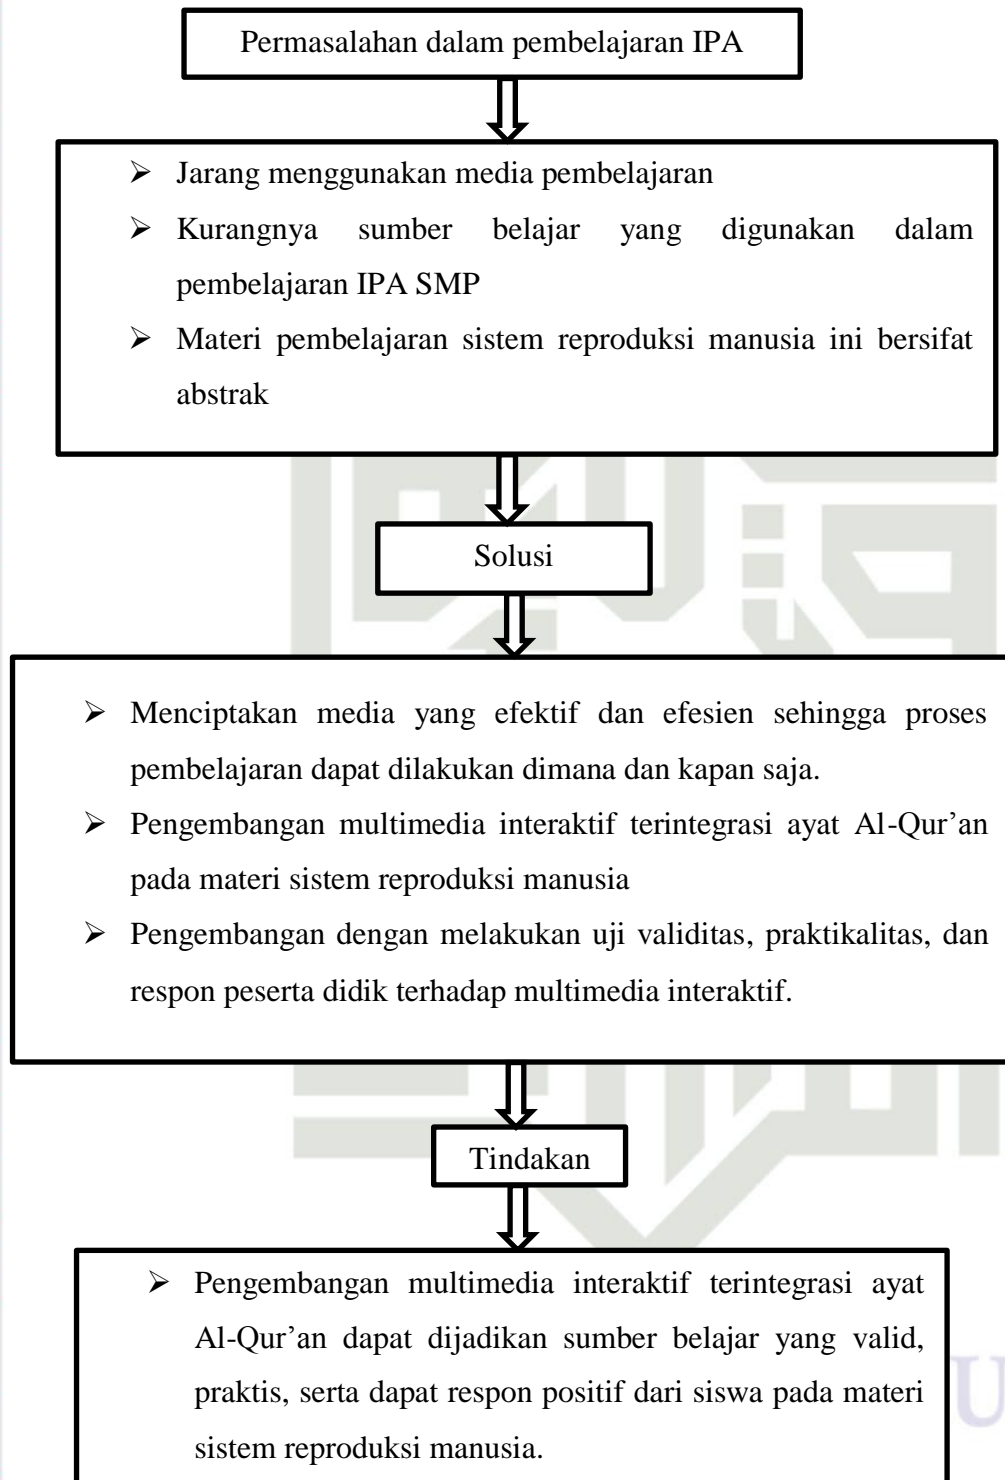 Permasalahan dalam pembelajaran IPA
➢ Jarang menggunakan media pembelajaran
➢ Kurangnya sumber belajar yang digunakan dalam
pembelajaran IPA SMP
➢ Materi pembelajaran sistem reproduksi manusia ini bersifat
abstrak
Solusi
➢ Menciptakan media yang efektif dan efesien sehingga proses
pembelajaran dapat dilakukan dimana dan kapan saja.
➢ Pengembangan multimedia interaktif terintegrasi ayat Al-Qur’an
pada materi sistem reproduksi manusia
➢ Pengembangan dengan melakukan uji validitas, praktikalitas, dan
respon peserta didik terhadap multimedia interaktif.
Tindakan
➢ Pengembangan multimedia interaktif terintegrasi ayat
Al-Qur’an dapat dijadikan sumber belajar yang valid,
praktis, serta dapat respon positif dari siswa pada materi
sistem reproduksi manusia.
U